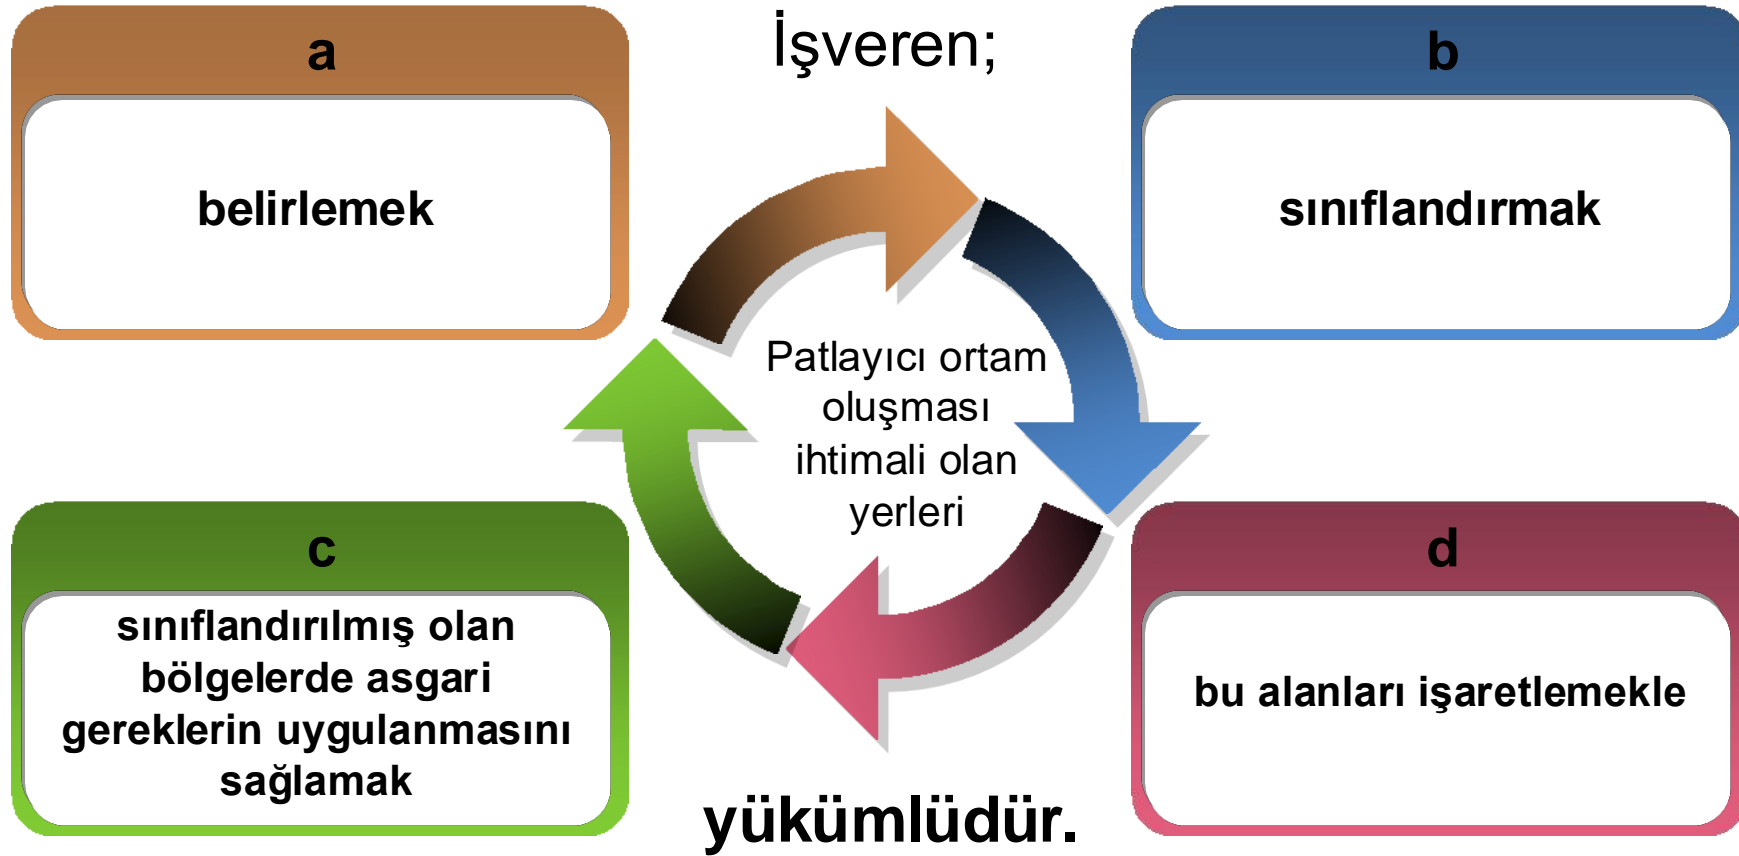 İşveren;
a
belirlemek
b
sınıflandırmak
Patlayıcı ortam
oluşması
ihtimali olan
yerleri
c
sınıflandırılmış olan
bölgelerde asgari
gereklerin uygulanmasını
sağlamak
d
bu alanları işaretlemekle
yükümlüdür.